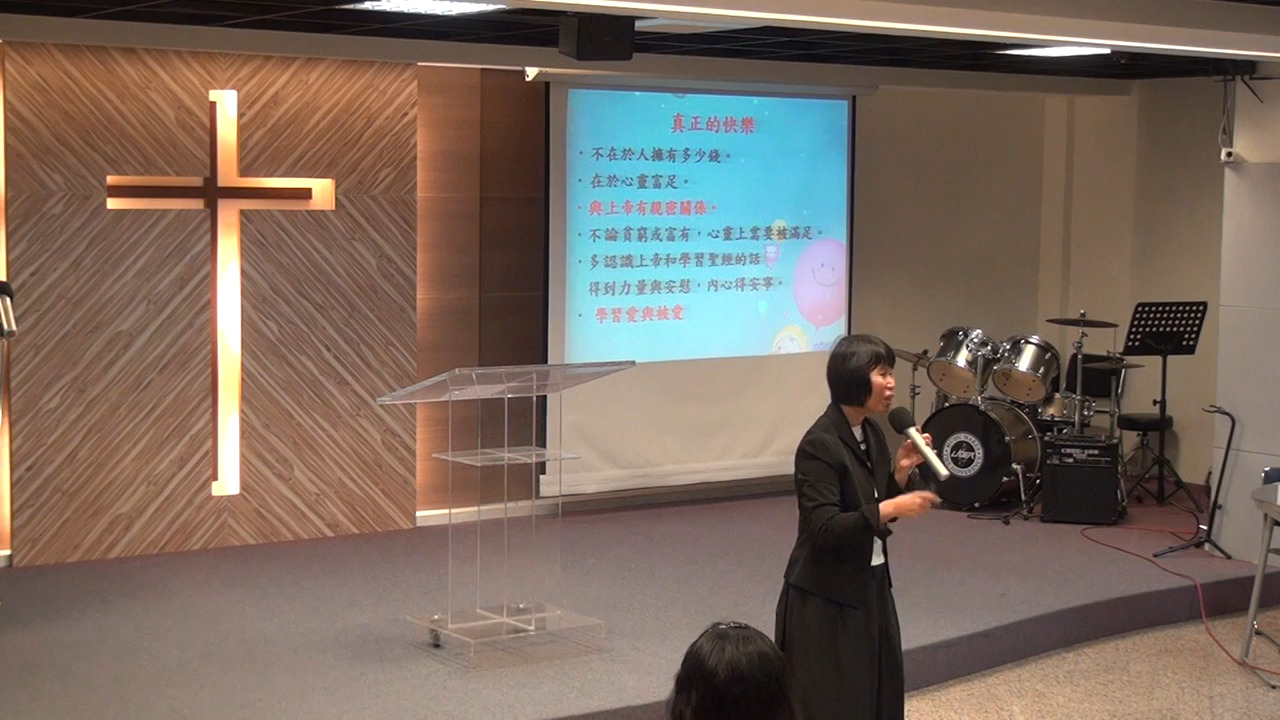 真正的快樂
· 不在於人擁有多少錢。
· 在於心靈富足。
· 與上帝有親密關係。
· 不論貧窮或富有，心靈上需要被滿足。
· 多認識上帝和學習聖經的話
得到力量與安慰，內心得安寧。
· 學習愛與被愛
CUBE-100